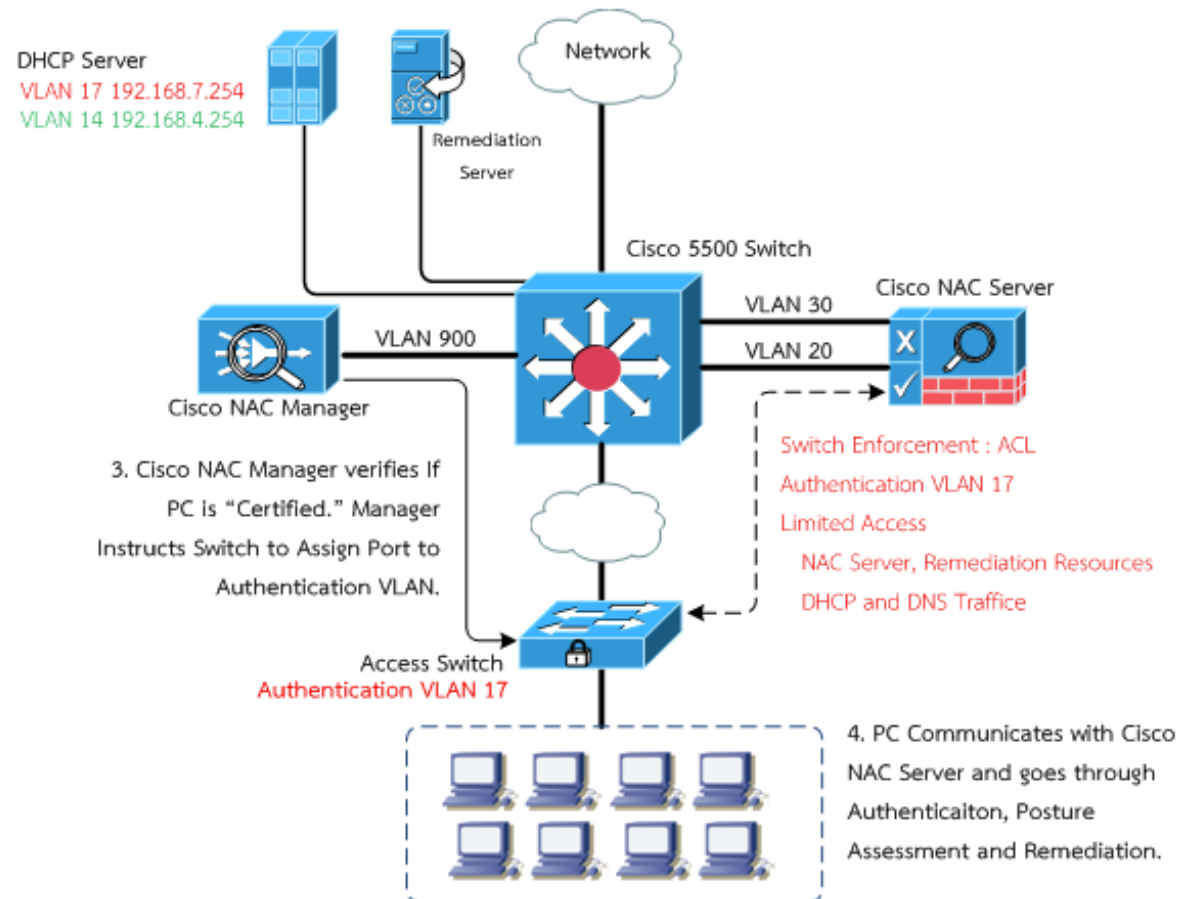 Network
DHCP Server
VLAN 17 192.168.7.254
VLAN 14 192.168.4.254
Remediation
Server
Cisco 5500 Switch
Cisco NAC Server
VLAN 30
VLAN 20
VLAN 900
Cisco NAC Manager
3. Cisco NAC Manager verifies If
PC is “Certified.” Manager
Instructs Switch to Assign Port to
Authentication VLAN.
Switch Enforcement : ACL
Authentication VLAN 17
Limited Access
NAC Server, Remediation Resources
DHCP and DNS Traffice
Access Switch
Authentication VLAN 17
4. PC Communicates with Cisco
NAC Server and goes through
Authenticaiton, Posture
Assessment and Remediation.